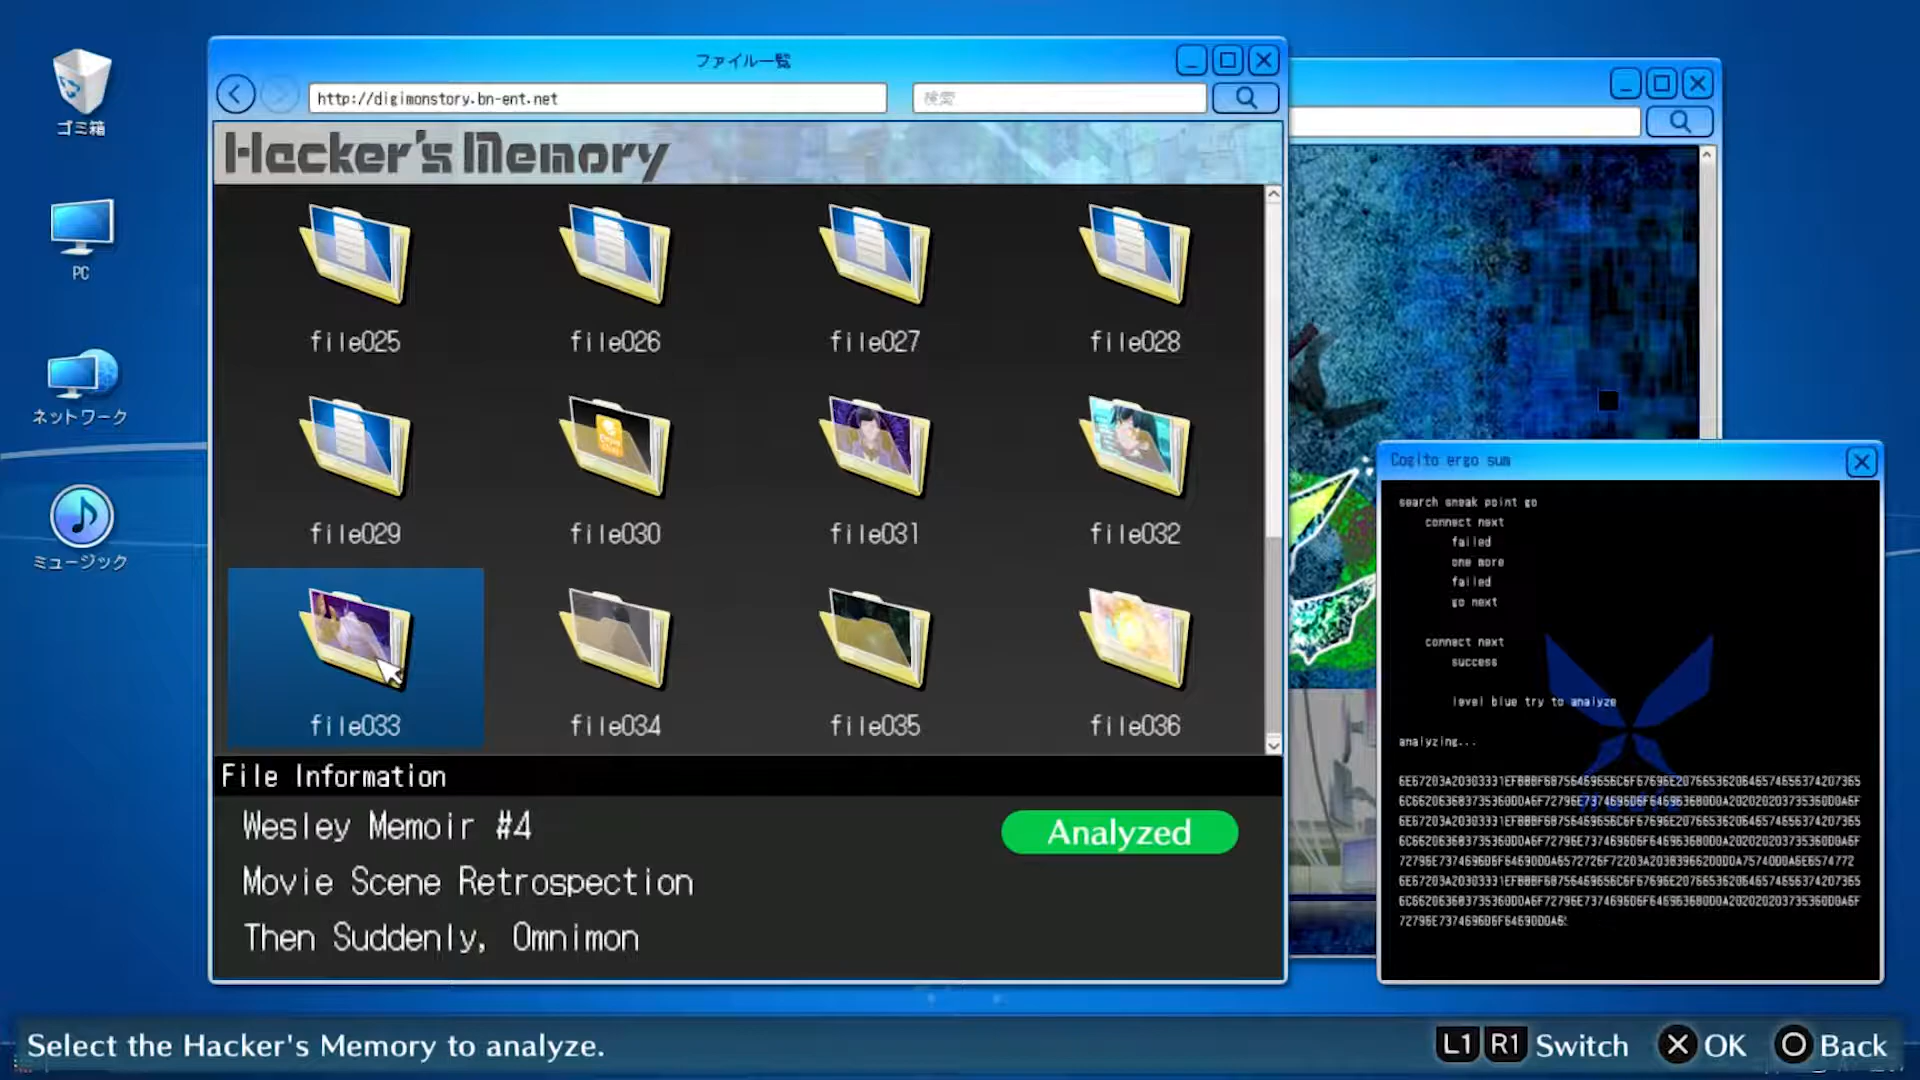 ゴミ箱
PC
ネットワーク
ミュージック
ファイル一覧
http://digimonstory.bn-ent.net
検索
Hacker's Memory
file025
file026
file027
file028
file029
file030
file031
file032
file033
file034
file035
file036
File Information
Wesley Memoir #4
Analyzed
Movie Scene Retrospection
Then Suddenly, Omnimon
Cogito ergo sum
search sneak point go
connect next
failed
one more
failed
go next
connect next
success
level blue try to analyze
analyzing...
Select the Hacker's Memory to analyze.
L1 R1 Switch
OK
Back